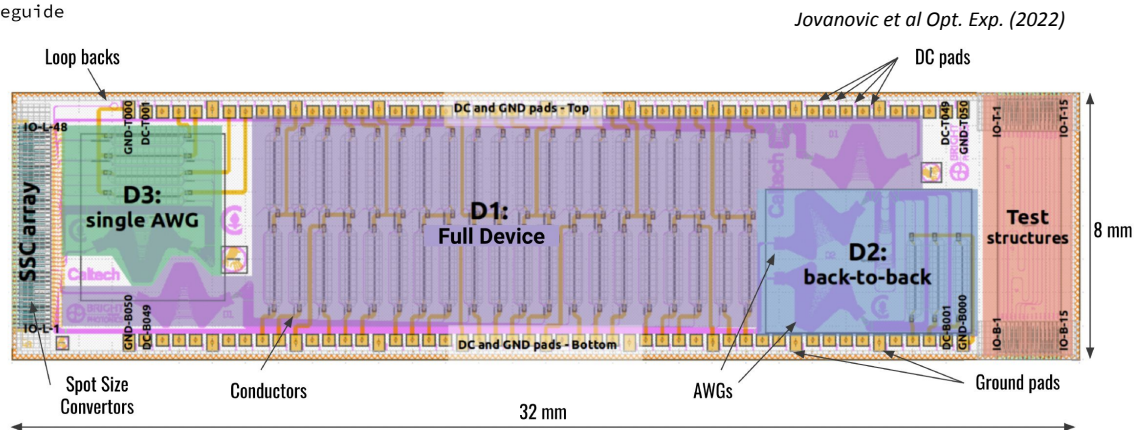 eguide
Jovanovic et al Opt. Exp. (2022)
Loop backs
DC pads
GND-T000
DC-T001
DC and GND pads - Top
DC-T049
GND-T050
IO-T-1
IO-T-15
IO-L-48
SSC array
D3:
single AWG
D1:
Full Device
Caltech
D2:
back-to-back
Test
structures
8 mm
Caltech
D1
D1
D2
BRIGHT
IO-L-1
GND-B050
DC-B049
DC and GND pads - Bottom
DC-B001
GND-B000
IO-B-1
IO-B-15
Spot Size
Convertors
Conductors
AWGs
Ground pads
32 mm